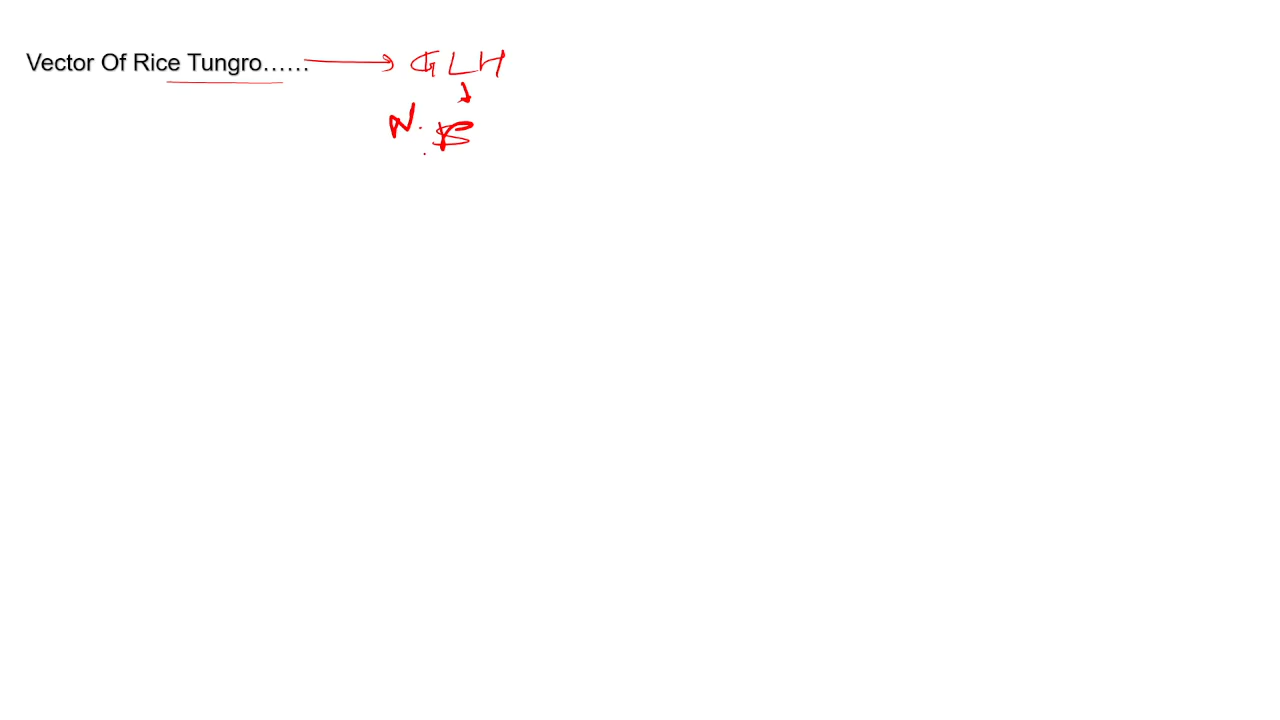 Vector Of Rice Tungro...... → GLH
N.